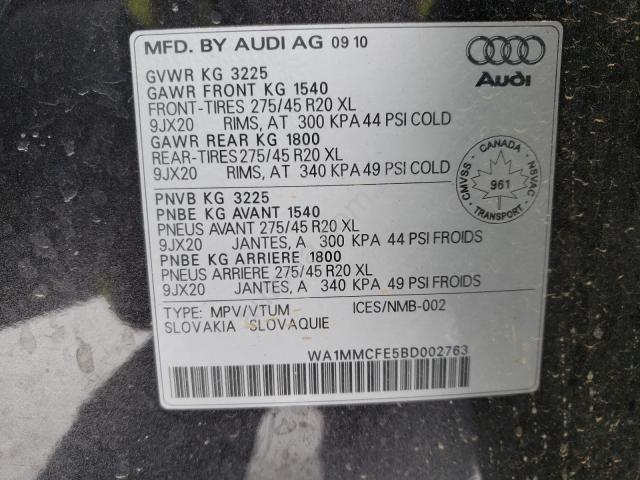 MFD. BY AUDI AG 09 10
Audi
GVWR KG 3225
GAWR FRONT KG 1540
FRONT-TIRES 275/45 R20 XL
9JX20 RIMS, AT 300 KPA 44 PSI COLD
GAWR REAR KG 1800
REAR-TIRES 275/45 R20 XL
9JX20 RIMS, AT 340 KPA 49 PSI COLD
CANADA
CMVSS NSVAC
961
TRANSPORT
PNVB KG 3225
PNBE KG AVANT 1540
PNEUS AVANT 275/45 R20 XL
9JX20 JANTES, A 300 KPA 44 PSI FROIDS
PNBE KG ARRIERE 1800
PNEUS ARRIERE 275/45 R20 XL
9JX20 JANTES, A 340 KPA 49 PSI FROIDS
TYPE: MPV/VTUM ICES/NMB-002
SLOVAKIA SLOVAQUIE
WA1MMCFE5BD002763